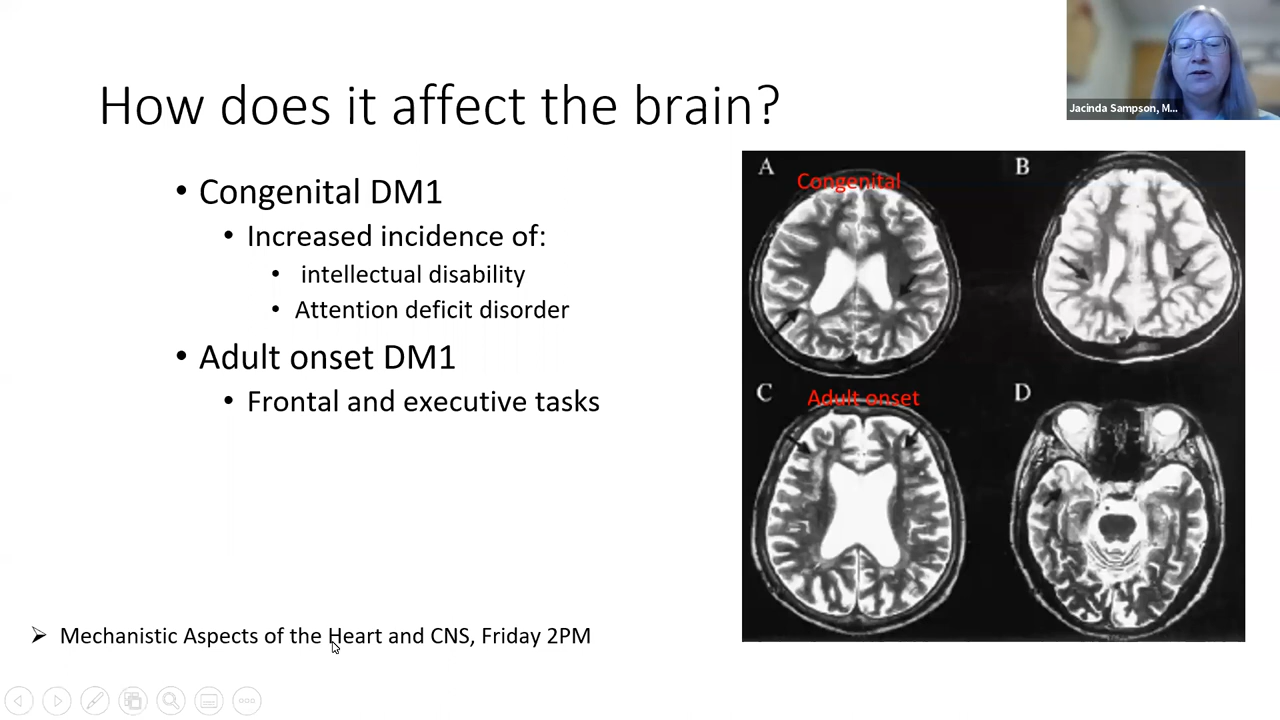 Jacinda Sampson, M...
How does it affect the brain?
• Congenital DM1
• Increased incidence of:
• intellectual disability
• Attention deficit disorder
• Adult onset DM1
• Frontal and executive tasks
A
Congenital
B
C
Adult onset
D
➢ Mechanistic Aspects of the Heart and CNS, Friday 2PM